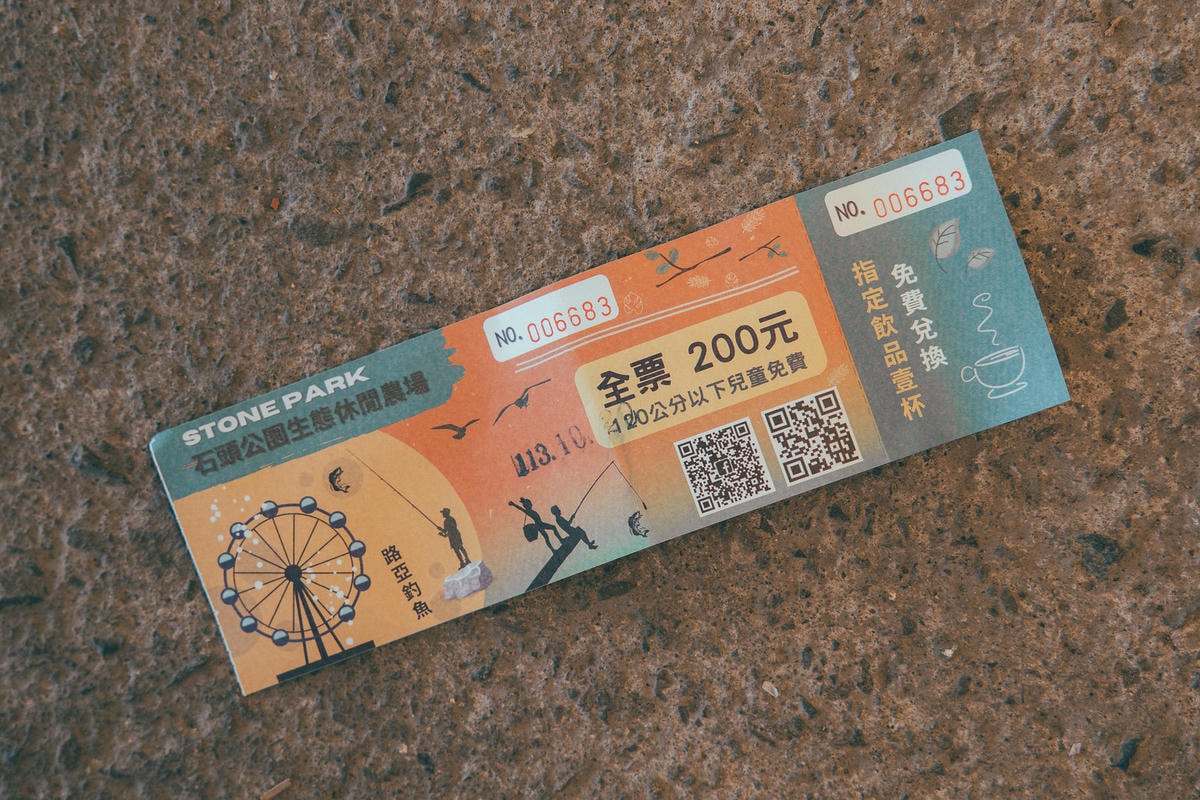 STONE PARK
石頭公園生態休閒農場
路亞釣魚
NO. 006683
全票 200元
120公分以下兒童免費
113.10.
NO. 006683
免費兌換
指定飲品壹杯